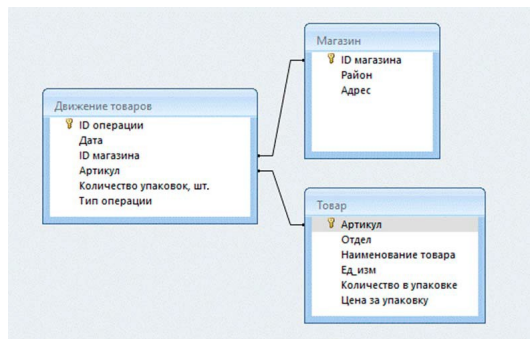 Магазин
ID магазина
Район
Адрес
Движение товаров
ID операции
Дата
ID магазина
Артикул
Количество упаковок, шт.
Тип операции
Товар
Артикул
Отдел
Наименование товара
Ед_изм
Количество в упаковке
Цена за упаковку